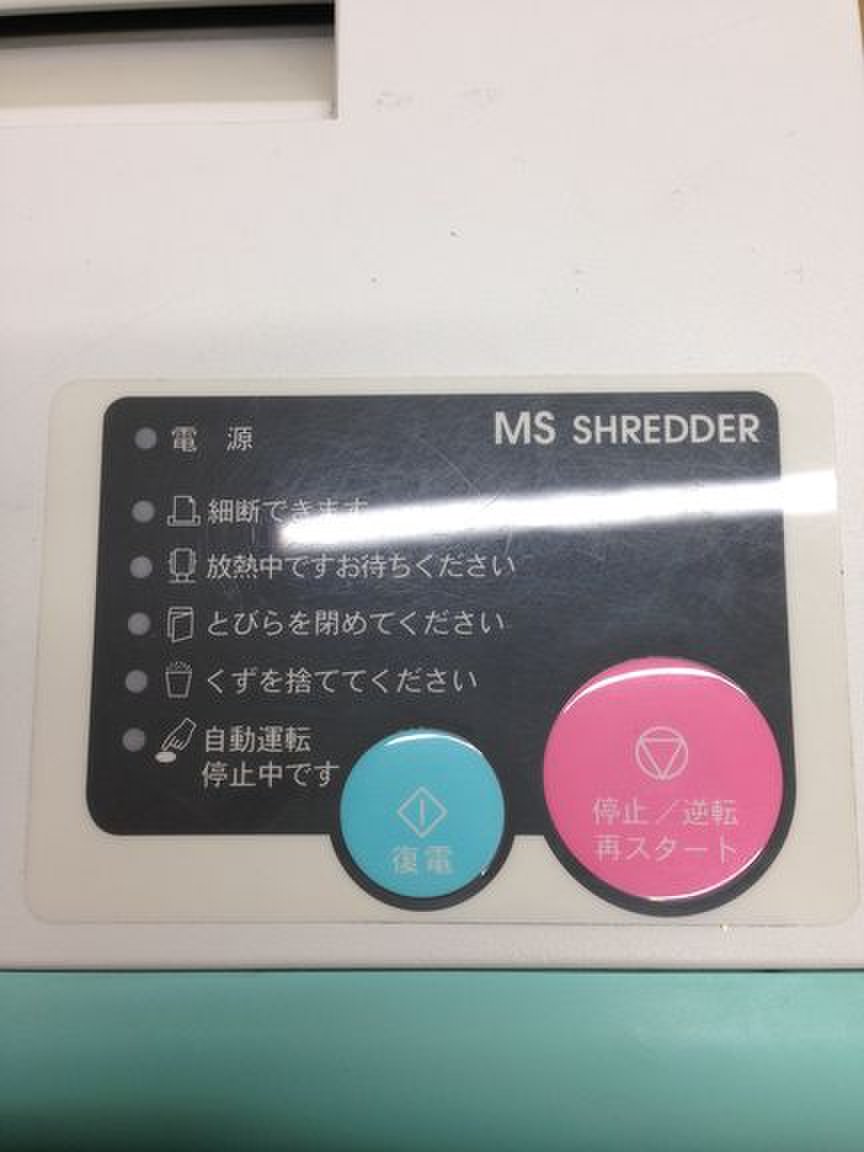 電 源
MS SHREDDER
細断できます
放熱中ですお待ちください
とびらを閉めてください
くずを捨ててください
自動運転
停止中です
復電
停止/逆転
再スタート